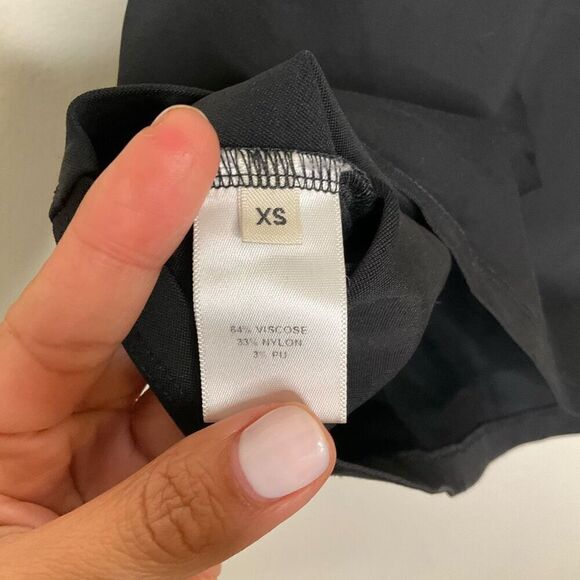 XS
64% VISCOSE
33% NYLON
3% PU